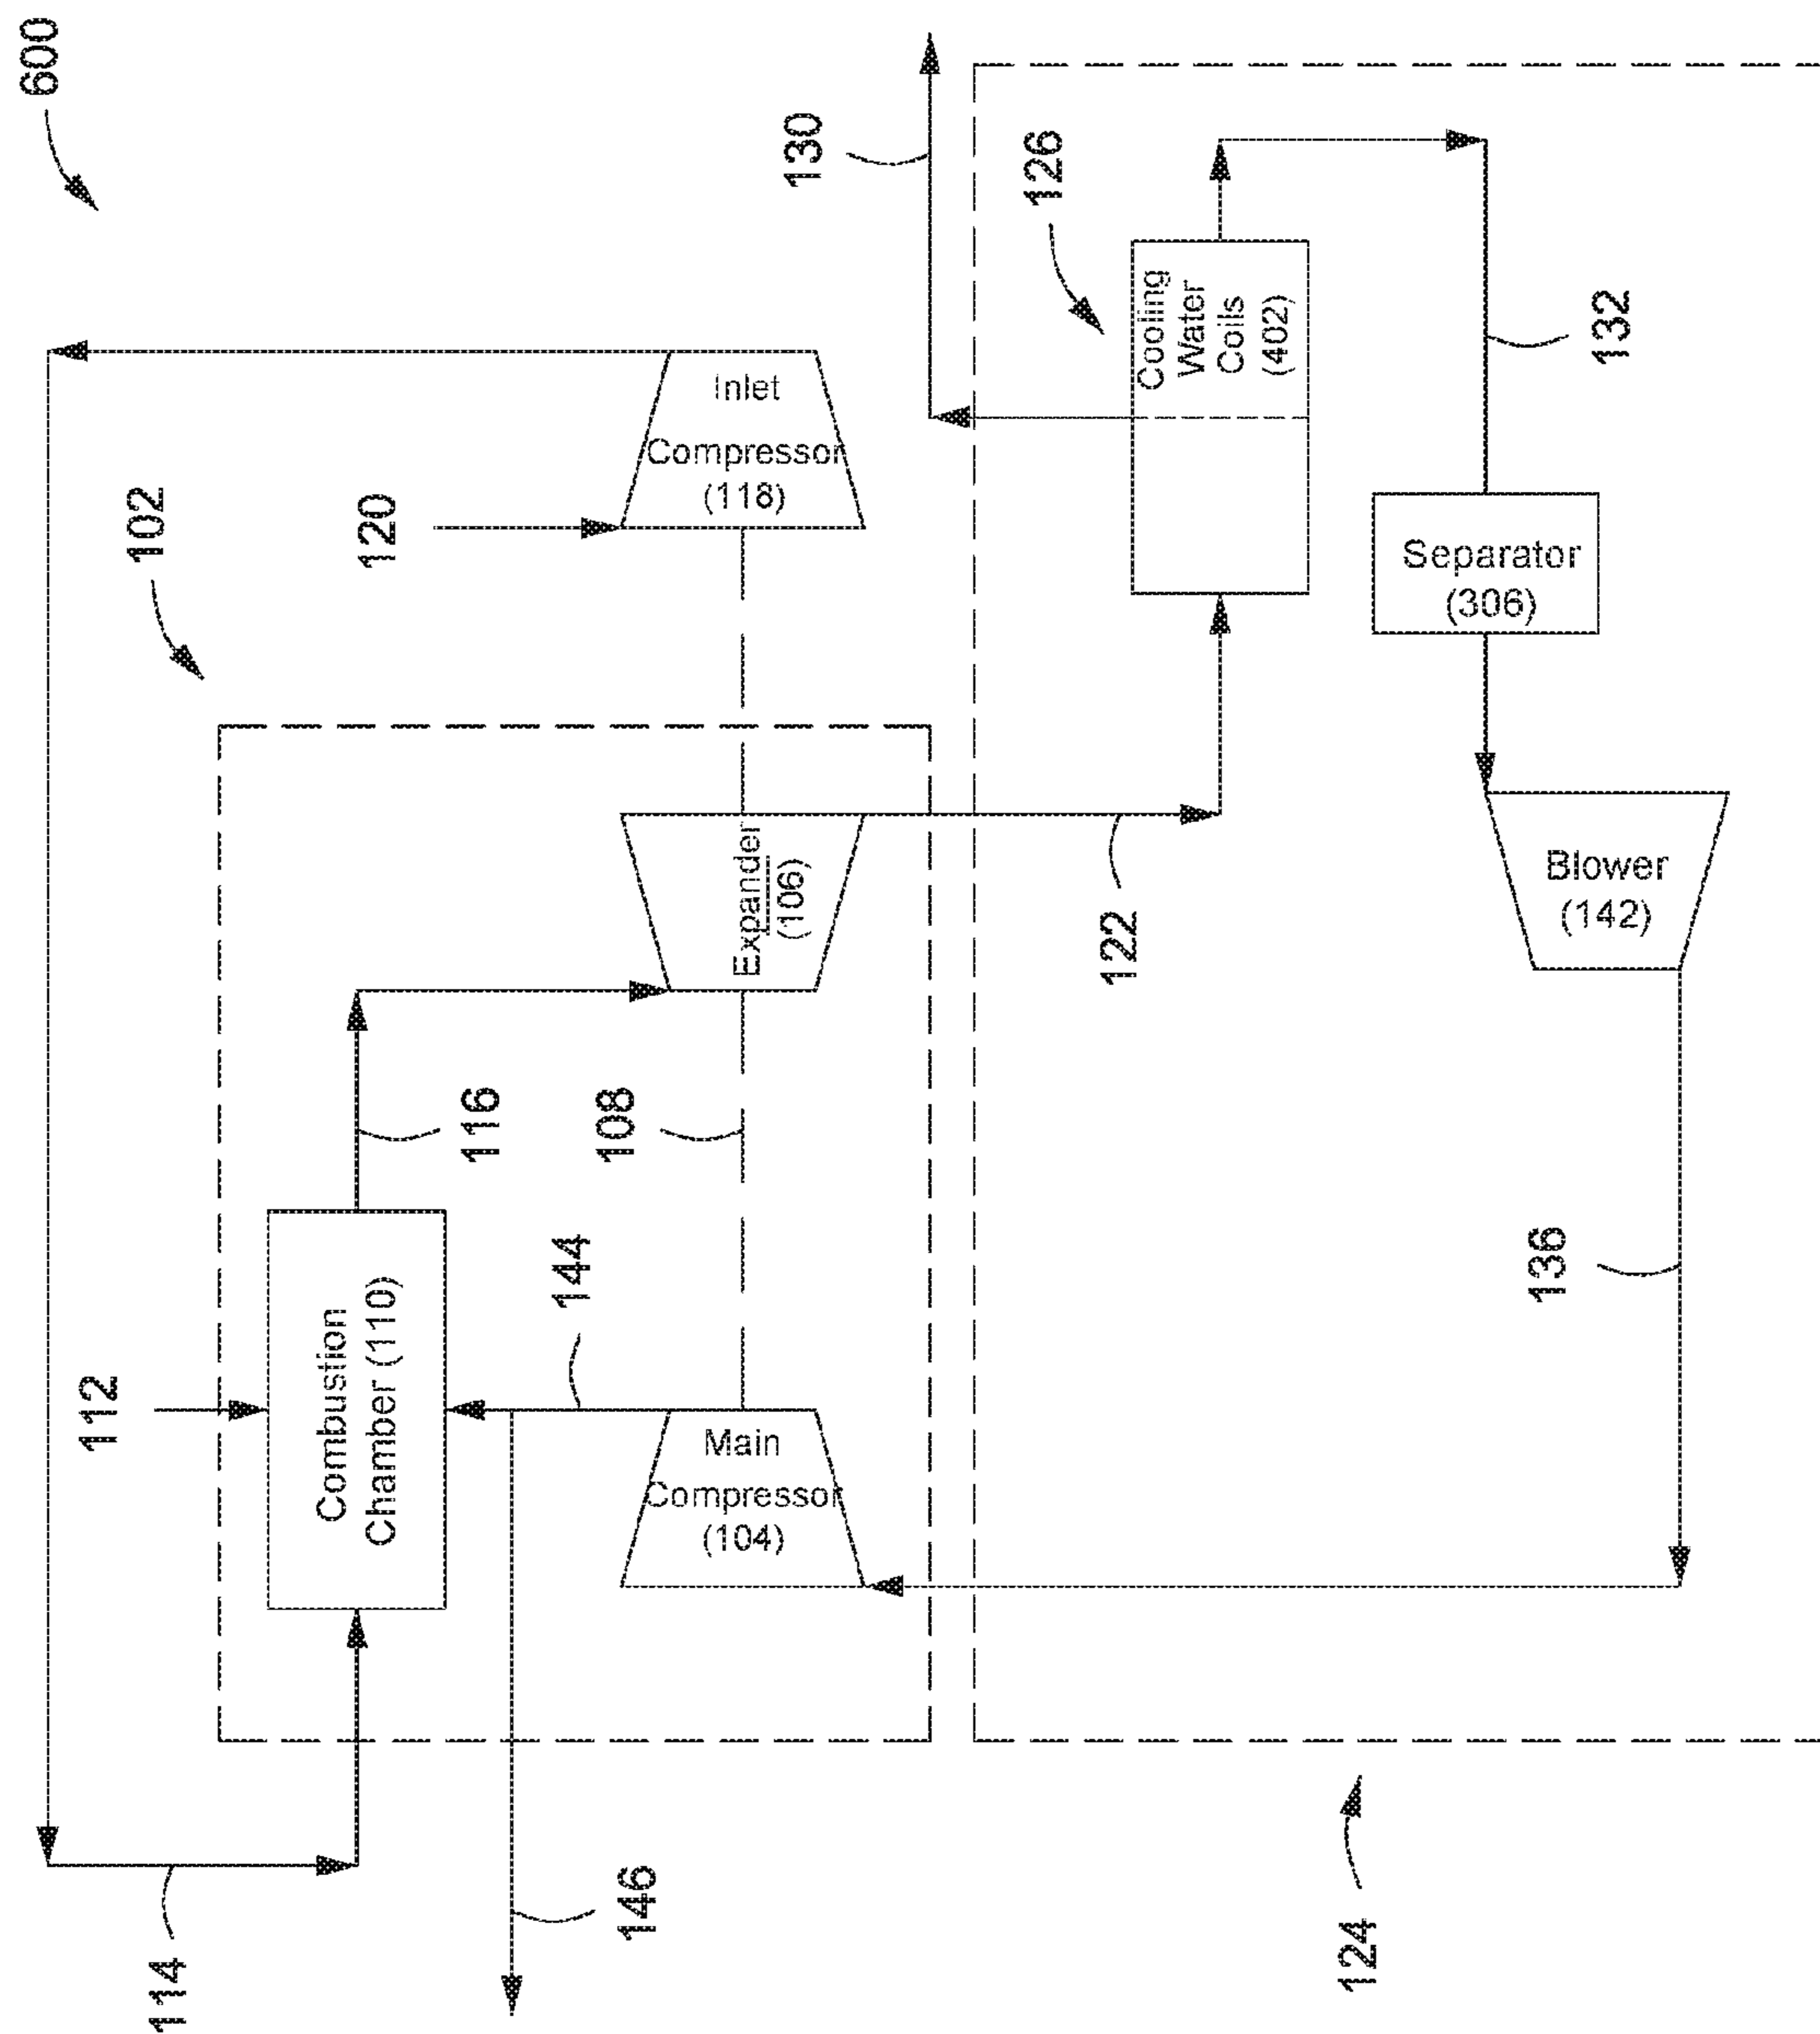 600
102
120
Inlet
Compressor
(118)
130
126
Cooling
Water
Coils
(402)
132
Separator
(306)
Blower
(142)
Expander
(106)
122
116
108
112
Combustion
Chamber (110)
144
Main
Compressor
(104)
136
114
146
124